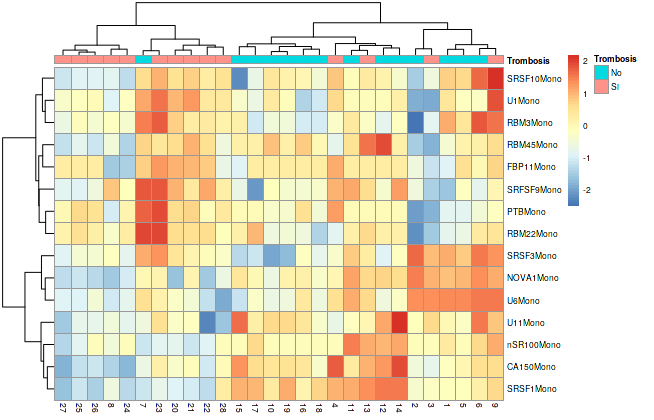 Trombosis
SRSF10Mono
U1Mono
RBM3Mono
RBM45Mono
FBP11Mono
SRFSF9Mono
PTBMono
RBM22Mono
SRSF3Mono
NOVA1Mono
U6Mono
U11Mono
nSR100Mono
CA150Mono
SRSF1Mono
27 25 26 8 24 7 23 20 21 22 28 15 17 10 19 16 18 4 11 13 12 14 2 3 1 5 6 9
2
1
0
-1
-2
Trombosis
No
SI